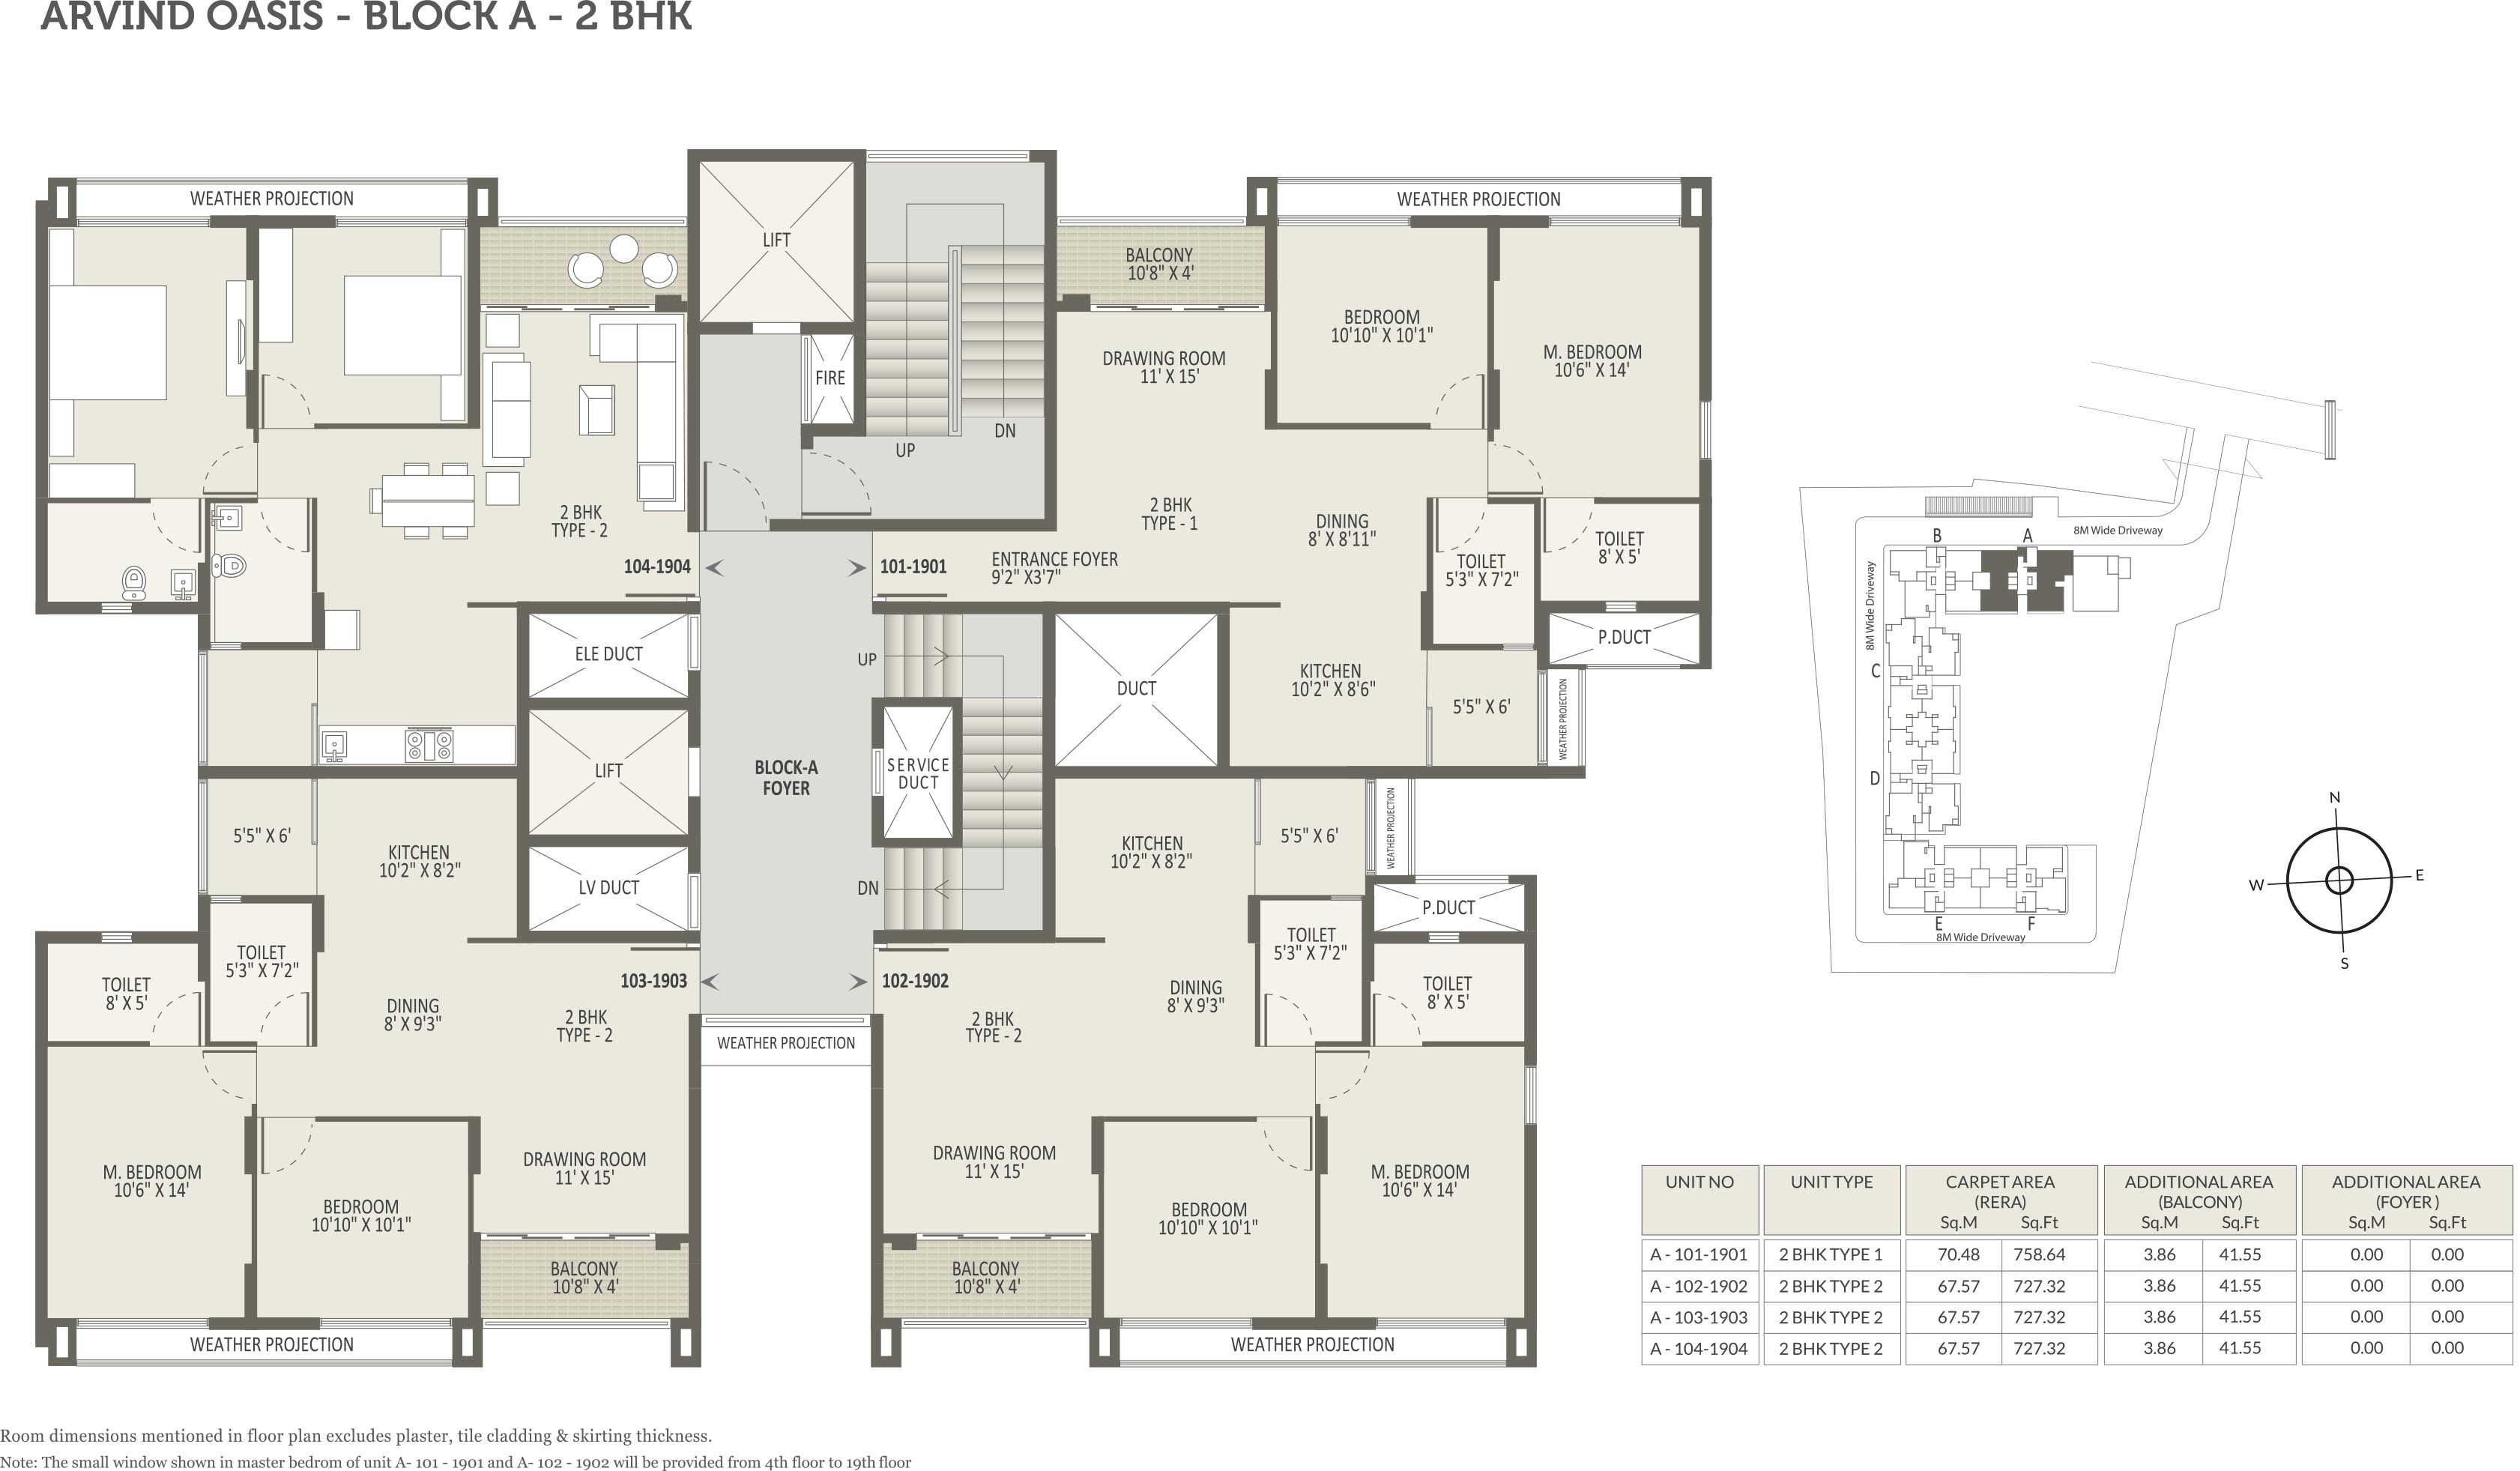 ARVIND OASIS - BLOCK A - 2 BHK
WEATHER PROJECTION
LIFT
FIRE
UP
DN
WEATHER PROJECTION
BALCONY
10'8" X 4'
BEDROOM
10'10" X 10'1"
M. BEDROOM
10'6" X 14'
DRAWING ROOM
11' X 15'
2 BHK
TYPE - 2
104-1904
101-1901
ENTRANCE FOYER
9'2" X3'7"
2 BHK
TYPE - 1
DINING
8' X 8'11"
TOILET
5'3" X 7'2"
TOILET
8' X 5'
P.DUCT
ELE DUCT
UP
DUCT
KITCHEN
10'2" X 8'6"
5'5" X 6'
WEATHER PROJECTION
LIFT
BLOCK-A
FOYER
SERVICE
DUCT
5'5" X 6'
KITCHEN
10'2" X 8'2"
LV DUCT
DN
KITCHEN
10'2" X 8'2"
5'5" X 6'
WEATHER PROJECTION
P.DUCT
TOILET
8' X 5'
TOILET
5'3" X 7'2"
DINING
8' X 9'3"
2 BHK
TYPE - 2
103-1903
102-1902
WEATHER PROJECTION
2 BHK
TYPE - 2
DINING
8' X 9'3"
TOILET
5'3" X 7'2"
TOILET
8' X 5'
M. BEDROOM
10'6" X 14'
BEDROOM
10'10" X 10'1"
DRAWING ROOM
11' X 15'
BALCONY
10'8" X 4'
WEATHER PROJECTION
DRAWING ROOM
11' X 15'
BALCONY
10'8" X 4'
BEDROOM
10'10" X 10'1"
M. BEDROOM
10'6" X 14'
WEATHER PROJECTION
8M Wide Driveway
B
A
8M Wide Driveway
C
D
E
F
8M Wide Driveway
N
W
E
S
UNIT NO UNIT TYPE CARPET AREA ADDITIONAL AREA ADDITIONAL AREA
(RERA) (BALCONY) (FOYER )
Sq.M Sq.Ft Sq.M Sq.Ft Sq.M Sq.Ft
A - 101-1901 2 BHK TYPE 1 70.48 758.64 3.86 41.55 0.00 0.00
A - 102-1902 2 BHK TYPE 2 67.57 727.32 3.86 41.55 0.00 0.00
A - 103-1903 2 BHK TYPE 2 67.57 727.32 3.86 41.55 0.00 0.00
A - 104-1904 2 BHK TYPE 2 67.57 727.32 3.86 41.55 0.00 0.00
Room dimensions mentioned in floor plan excludes plaster, tile cladding & skirting thickness.
Note: The small window shown in master bedrom of unit A- 101 - 1901 and A- 102 - 1902 will be provided from 4th floor to 19th floor